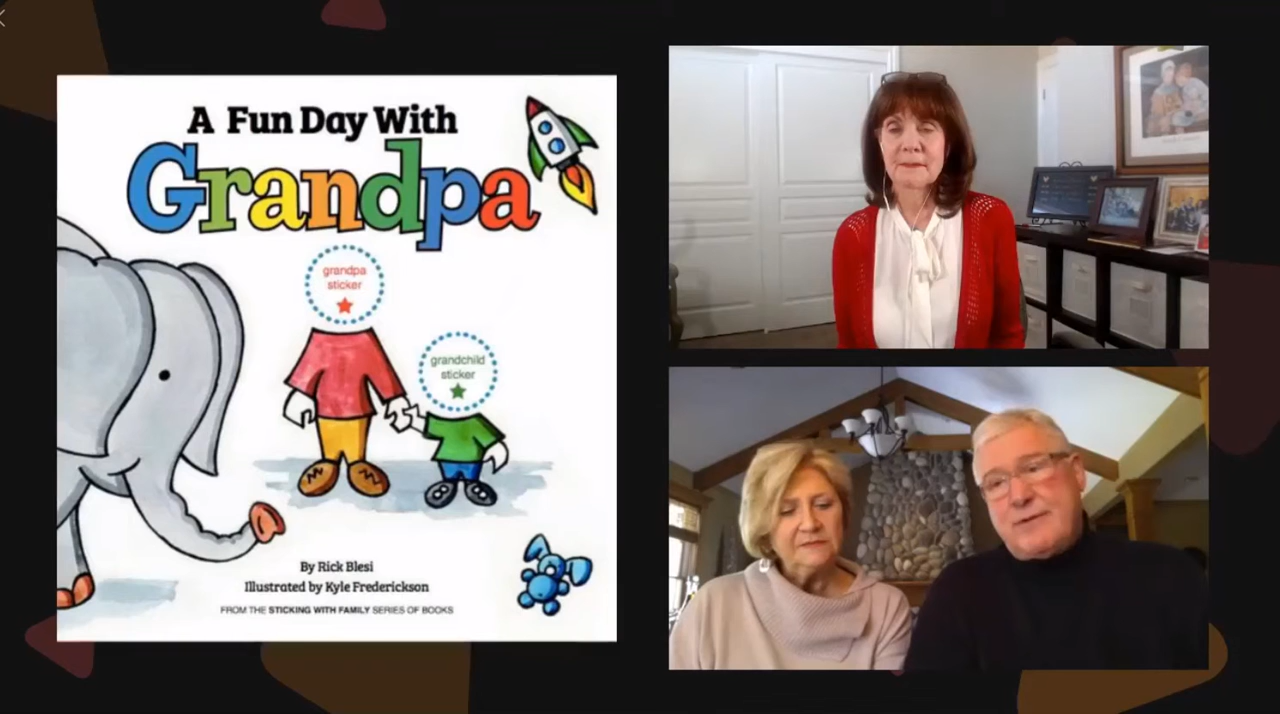 A Fun Day With
Grandpa
grandpa
sticker
grandchild
sticker
By Rick Blesi
Illustrated by Kyle Frederickson
FROM THE STICKING WITH FAMILY SERIES OF BOOKS